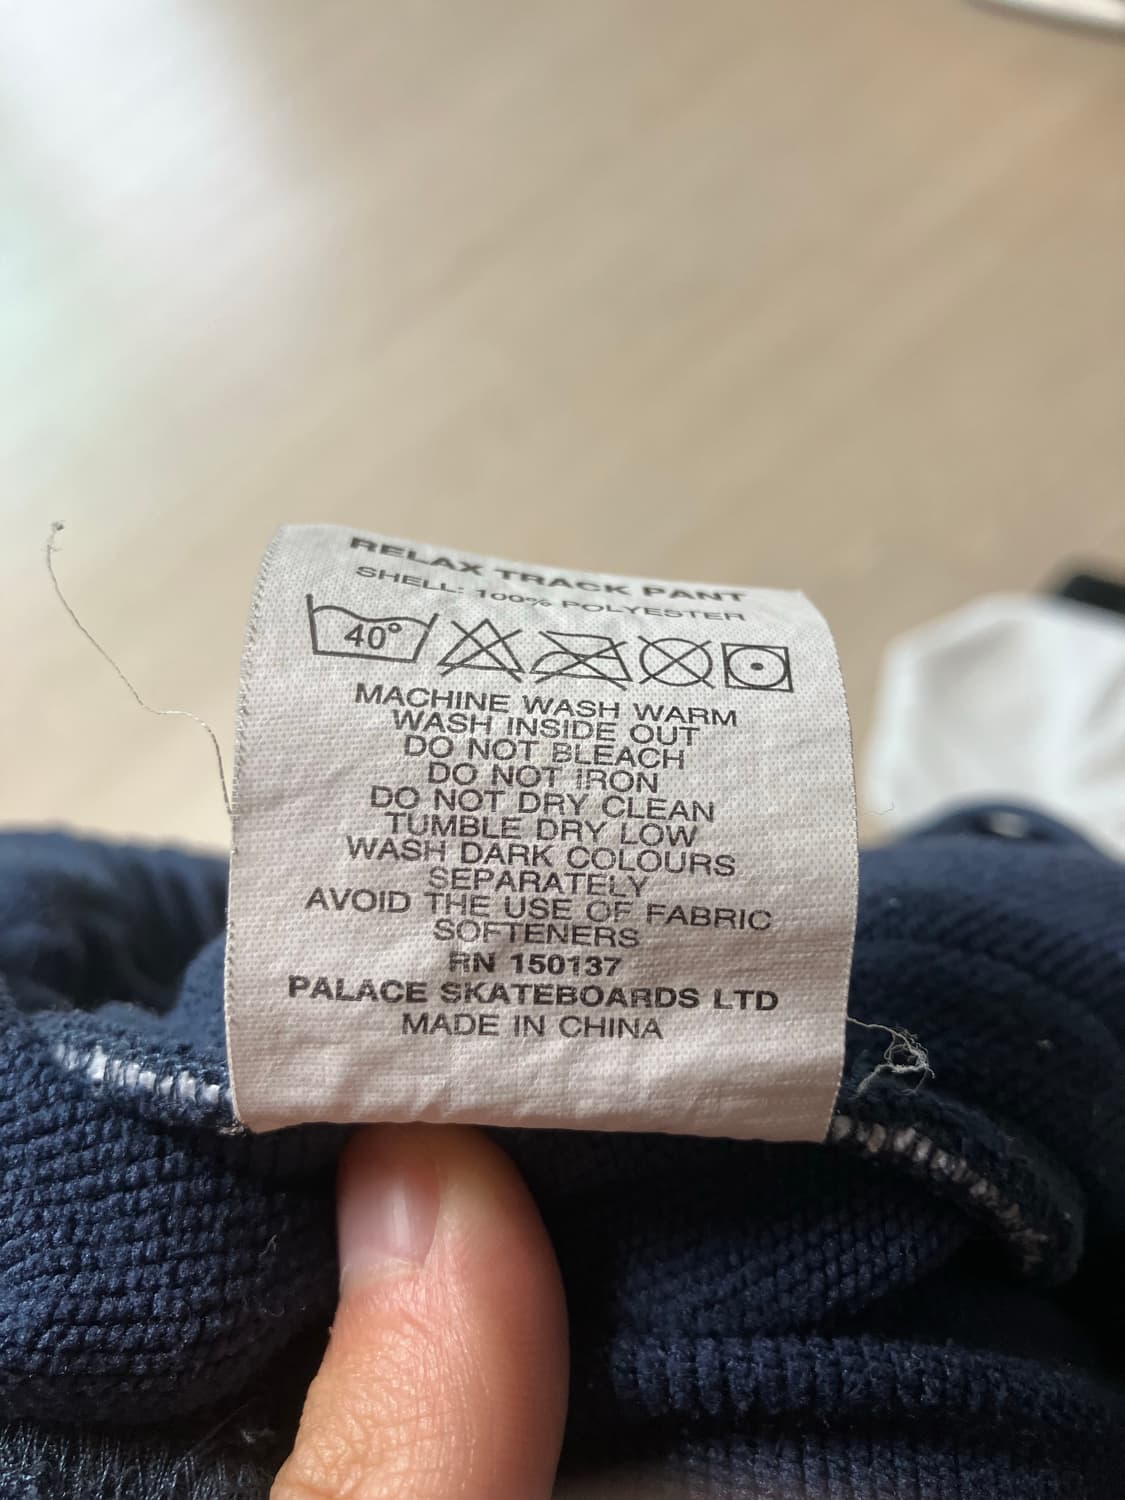 RELAX TRACK PANT
SHELL: 100% POLYESTER
40°
MACHINE WASH WARM
WASH INSIDE OUT
DO NOT BLEACH
DO NOT IRON
DO NOT DRY CLEAN
TUMBLE DRY LOW
WASH DARK COLOURS
SEPARATELY
AVOID THE USE OF FABRIC
SOFTENERS
RN 150137
PALACE SKATEBOARDS LTD
MADE IN CHINA